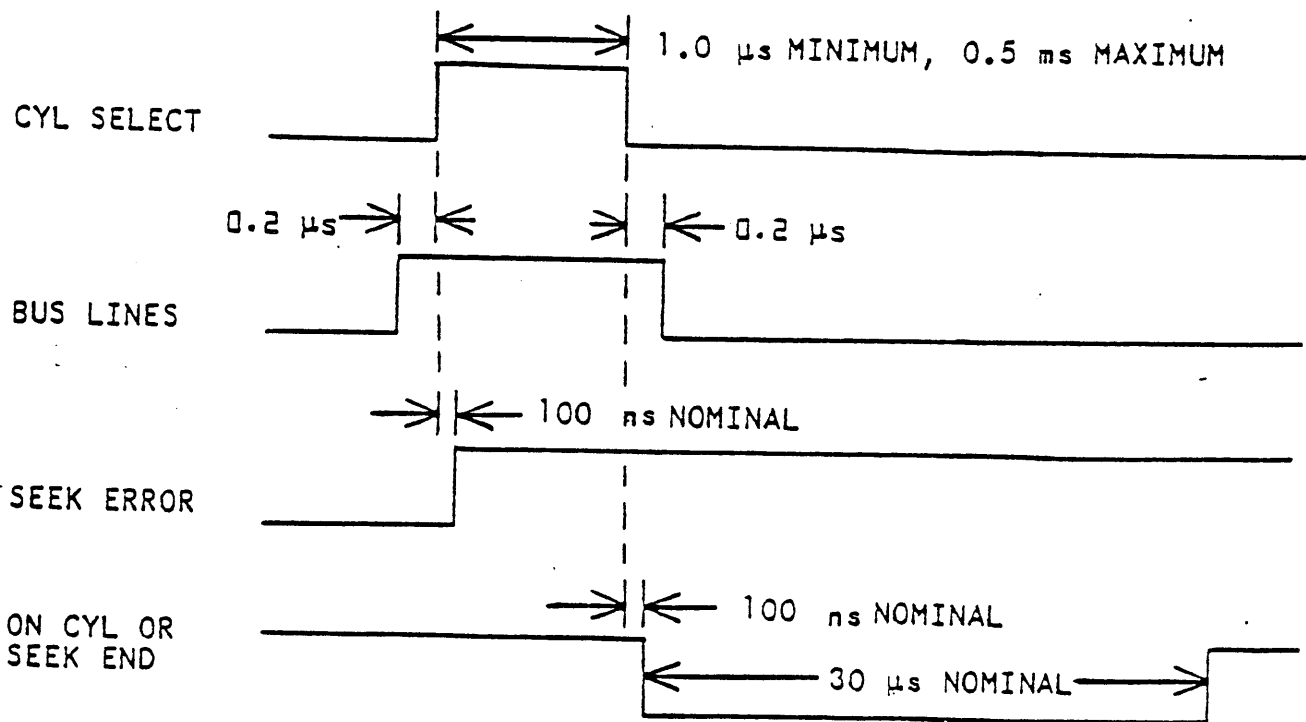 1.0 µs MINIMUM, 0.5 ms MAXIMUM
CYL SELECT
0.2 µs
0.2 µs
BUS LINES
100 ns NOMINAL
SEEK ERROR
100 ns NOMINAL
ON CYL OR
SEEK END
30 µs NOMINAL